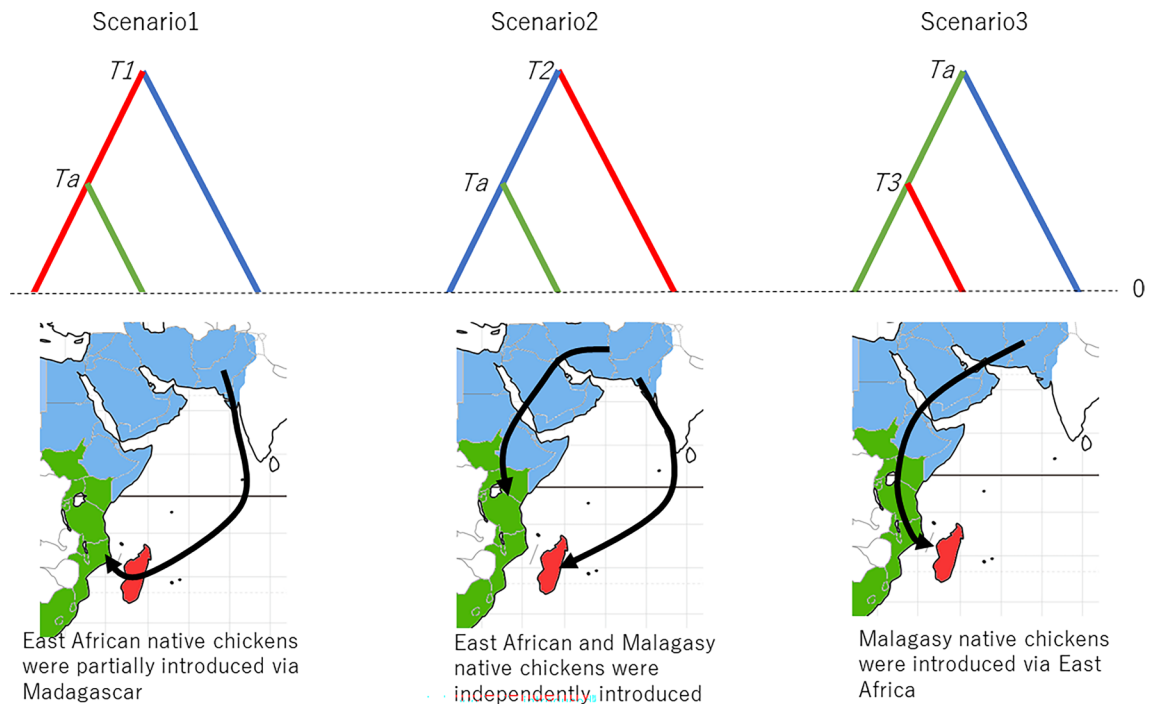 Scenario1
Scenario2
Scenario3
T1
T2
Ta
Ta
Ta
T3
0
East African native chickens
were partially introduced via
Madagascar
East African and Malagasy
native chickens were
independently introduced
Malagasy native chickens
were introduced via East
Africa